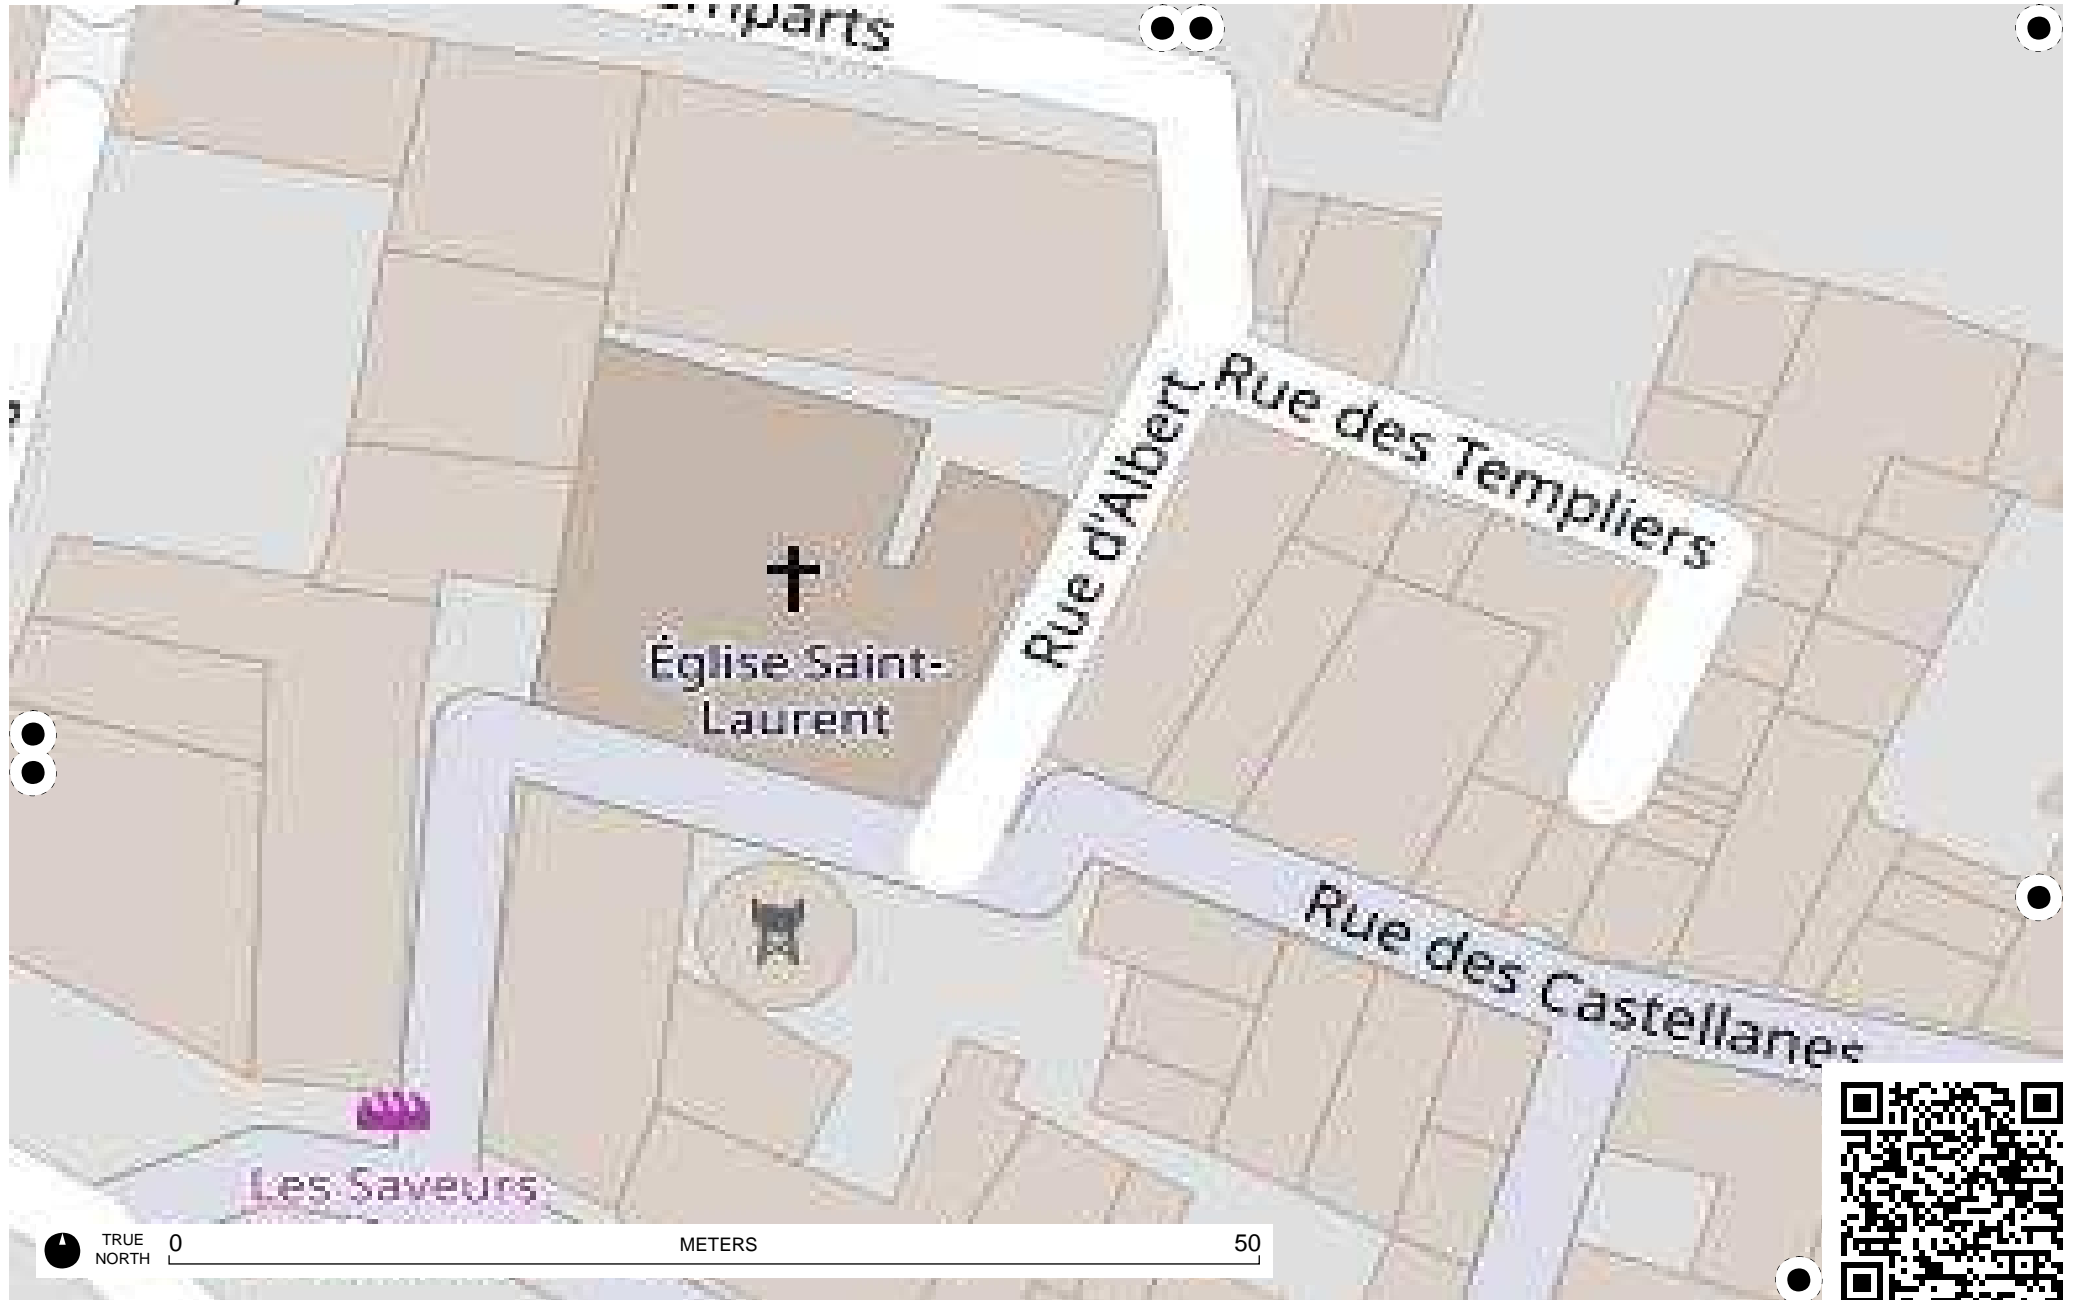 Rue des Templiers
Rue d'Albert
Église Saint-
Laurent
Rue des Castellanes
Les Saveurs
TRUE
NORTH
0 METERS 50